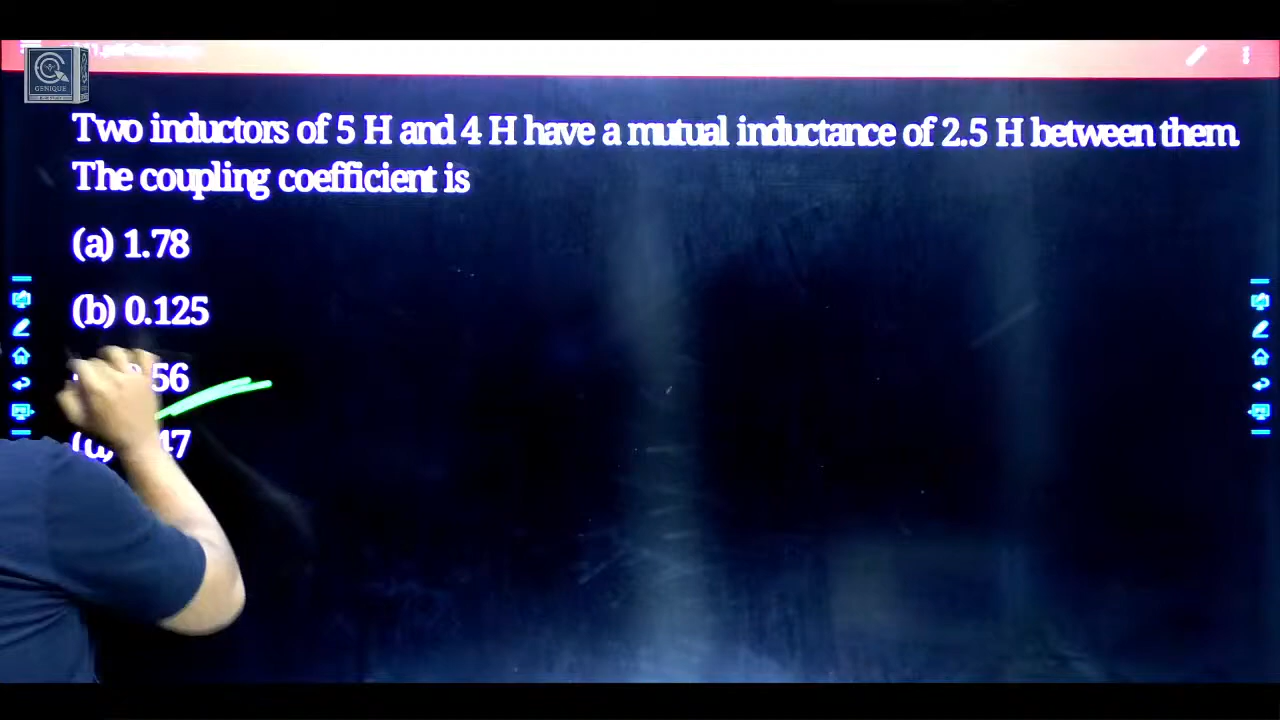 GENIQUE
Two inductors of 5 H and 4 H have a mutual inductance of 2.5 H between them.
The coupling coefficient is
(a) 1.78
(b) 0.125
56
47